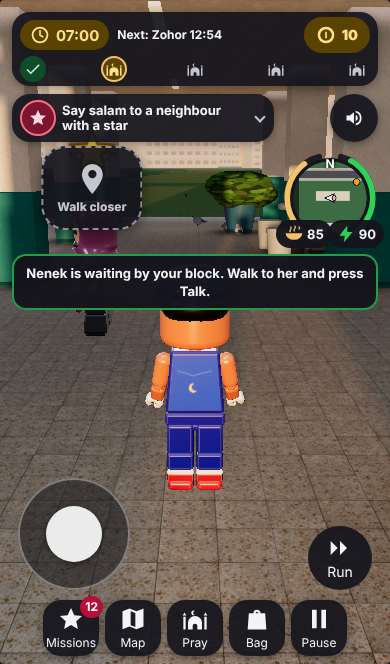 07:00
Next: Zohor 12:54
10
Say salam to a neighbour
with a star
N
Walk closer
85
90
Nenek is waiting by your block. Walk to her and press
Talk.
Run
12
Missions
Map
Pray
Bag
Pause